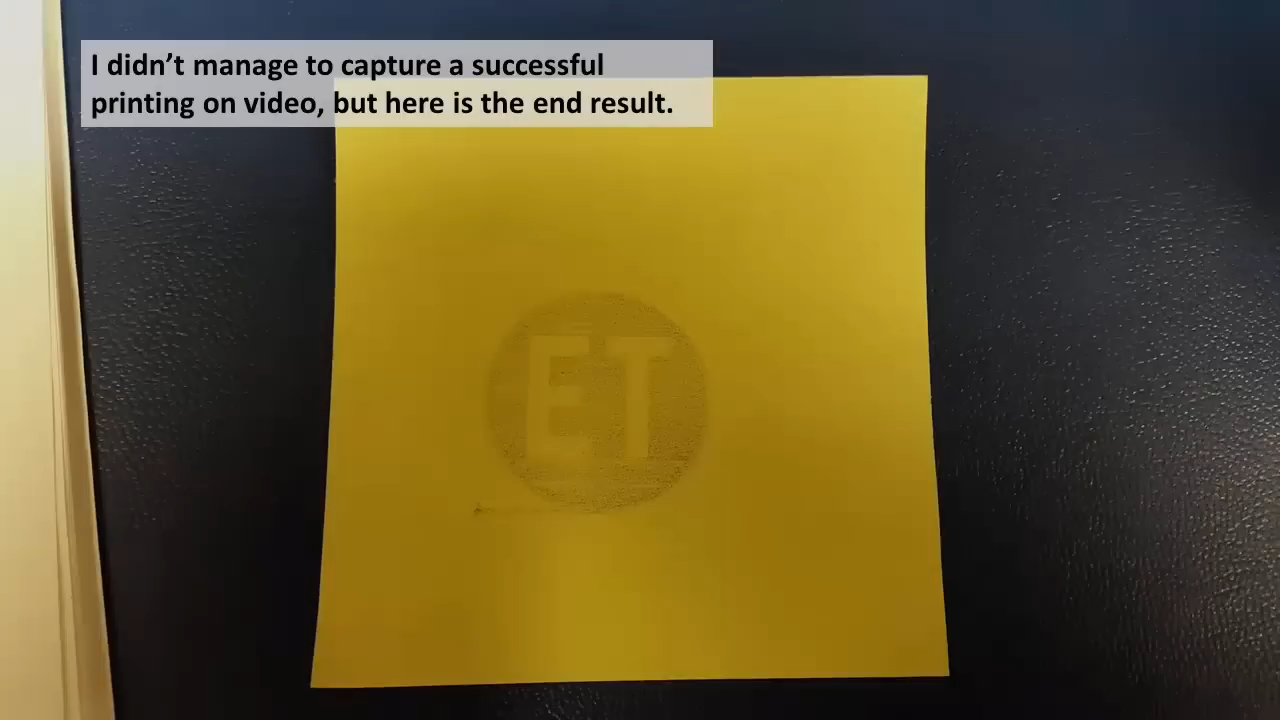 I didn’t manage to capture a successful
printing on video, but here is the end result.
ET